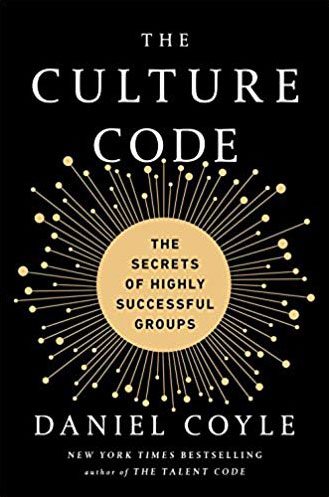 THE
CULTURE
CODE
THE
SECRETS
OF HIGHLY
SUCCESSFUL
GROUPS
DANIEL COYLE
NEW YORK TIMES BESTSELLING
author of THE TALENT CODE